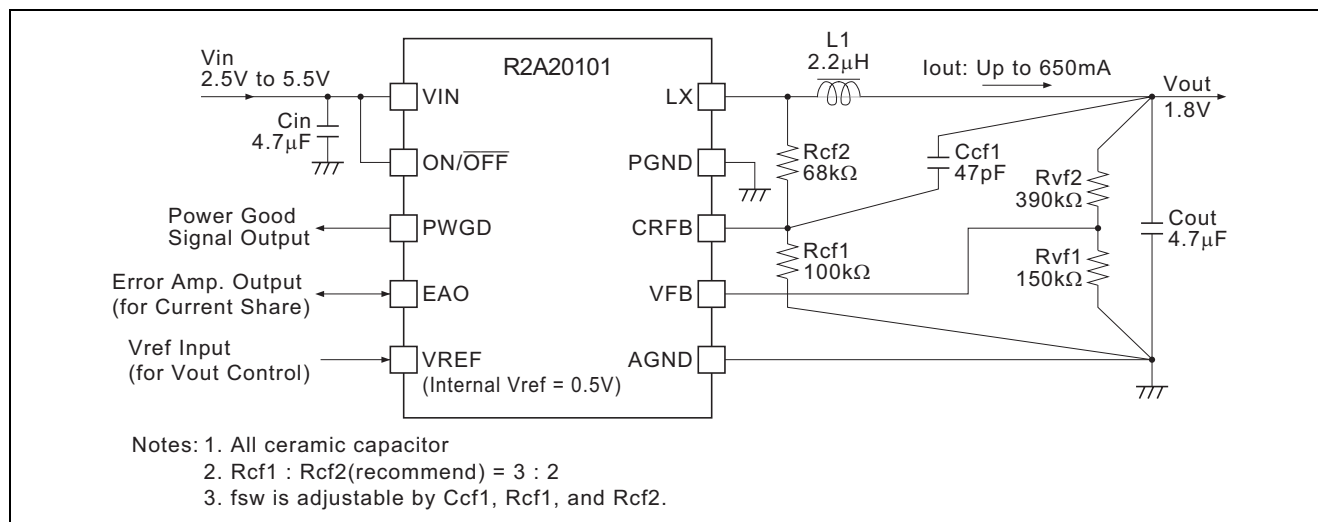 Vin
2.5V to 5.5V
Cin
4.7μF
R2A20101
VIN
ON/OFF
PWGD
EAO
VREF
(Internal Vref = 0.5V)
LX
PGND
CRFB
VFB
AGND
Power Good
Signal Output
Error Amp. Output
(for Current Share)
Vref Input
(for Vout Control)
L1
2.2μH
Iout: Up to 650mA
Vout
1.8V
Rcf2
68kΩ
Ccf1
47pF
Rvf2
390kΩ
Cout
4.7μF
Rcf1
100kΩ
Rvf1
150kΩ
Notes: 1. All ceramic capacitor
2. Rcf1 : Rcf2(recommend) = 3 : 2
3. fsw is adjustable by Ccf1, Rcf1, and Rcf2.